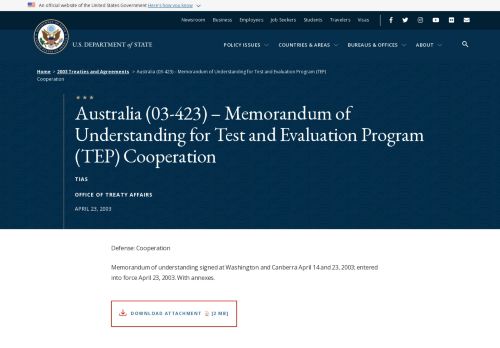 An official website of the United States Government Here's how you know
Newsroom Business Employers Job Seekers Students Travelers Visas
U.S. DEPARTMENT of STATE
POLICY ISSUES COUNTRIES & AREAS BUREAUS & OFFICES ABOUT
Home > 2003 Treaties and Agreements > Australia (03-423) – Memorandum of Understanding for Test and Evaluation Program (TEP)
Cooperation
Australia (03-423) – Memorandum of
Understanding for Test and Evaluation Program
(TEP) Cooperation
TIAS
OFFICE OF TREATY AFFAIRS
APRIL 23, 2003
Defense: Cooperation
Memorandum of understanding signed at Washington and Canberra April 14 and 23, 2003; entered
into force April 23, 2003. With annexes.
DOWNLOAD ATTACHMENT [2 MB]